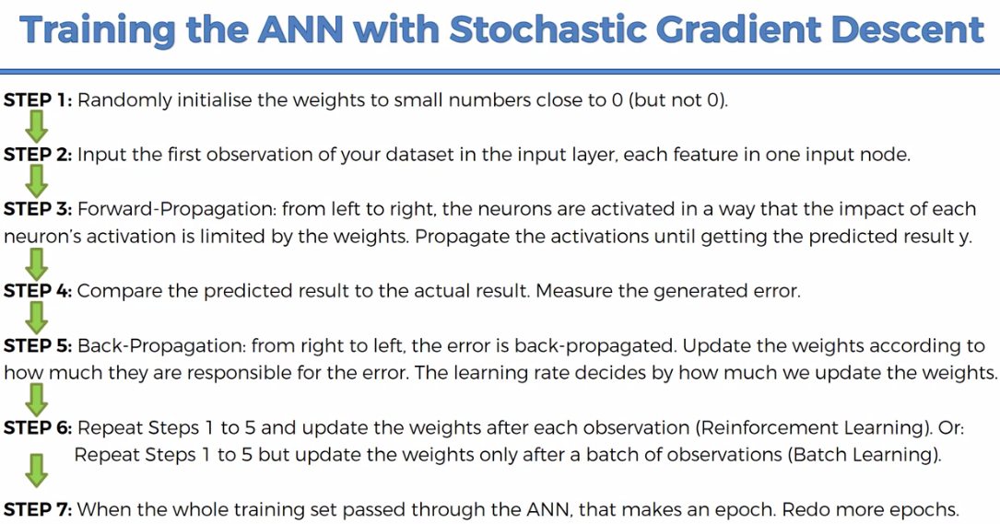 Training the ANN with Stochastic Gradient Descent
STEP 1: Randomly initialise the weights to small numbers close to 0 (but not 0).
STEP 2: Input the first observation of your dataset in the input layer, each feature in one input node.
STEP 3: Forward-Propagation: from left to right, the neurons are activated in a way that the impact of each
neuron's activation is limited by the weights. Propagate the activations until getting the predicted result y.
STEP 4: Compare the predicted result to the actual result. Measure the generated error.
STEP 5: Back-Propagation: from right to left, the error is back-propagated. Update the weights according to
how much they are responsible for the error. The learning rate decides by how much we update the weights.
STEP 6: Repeat Steps 1 to 5 and update the weights after each observation (Reinforcement Learning). Or:
Repeat Steps 1 to 5 but update the weights only after a batch of observations (Batch Learning).
STEP 7: When the whole training set passed through the ANN, that makes an epoch. Redo more epochs.